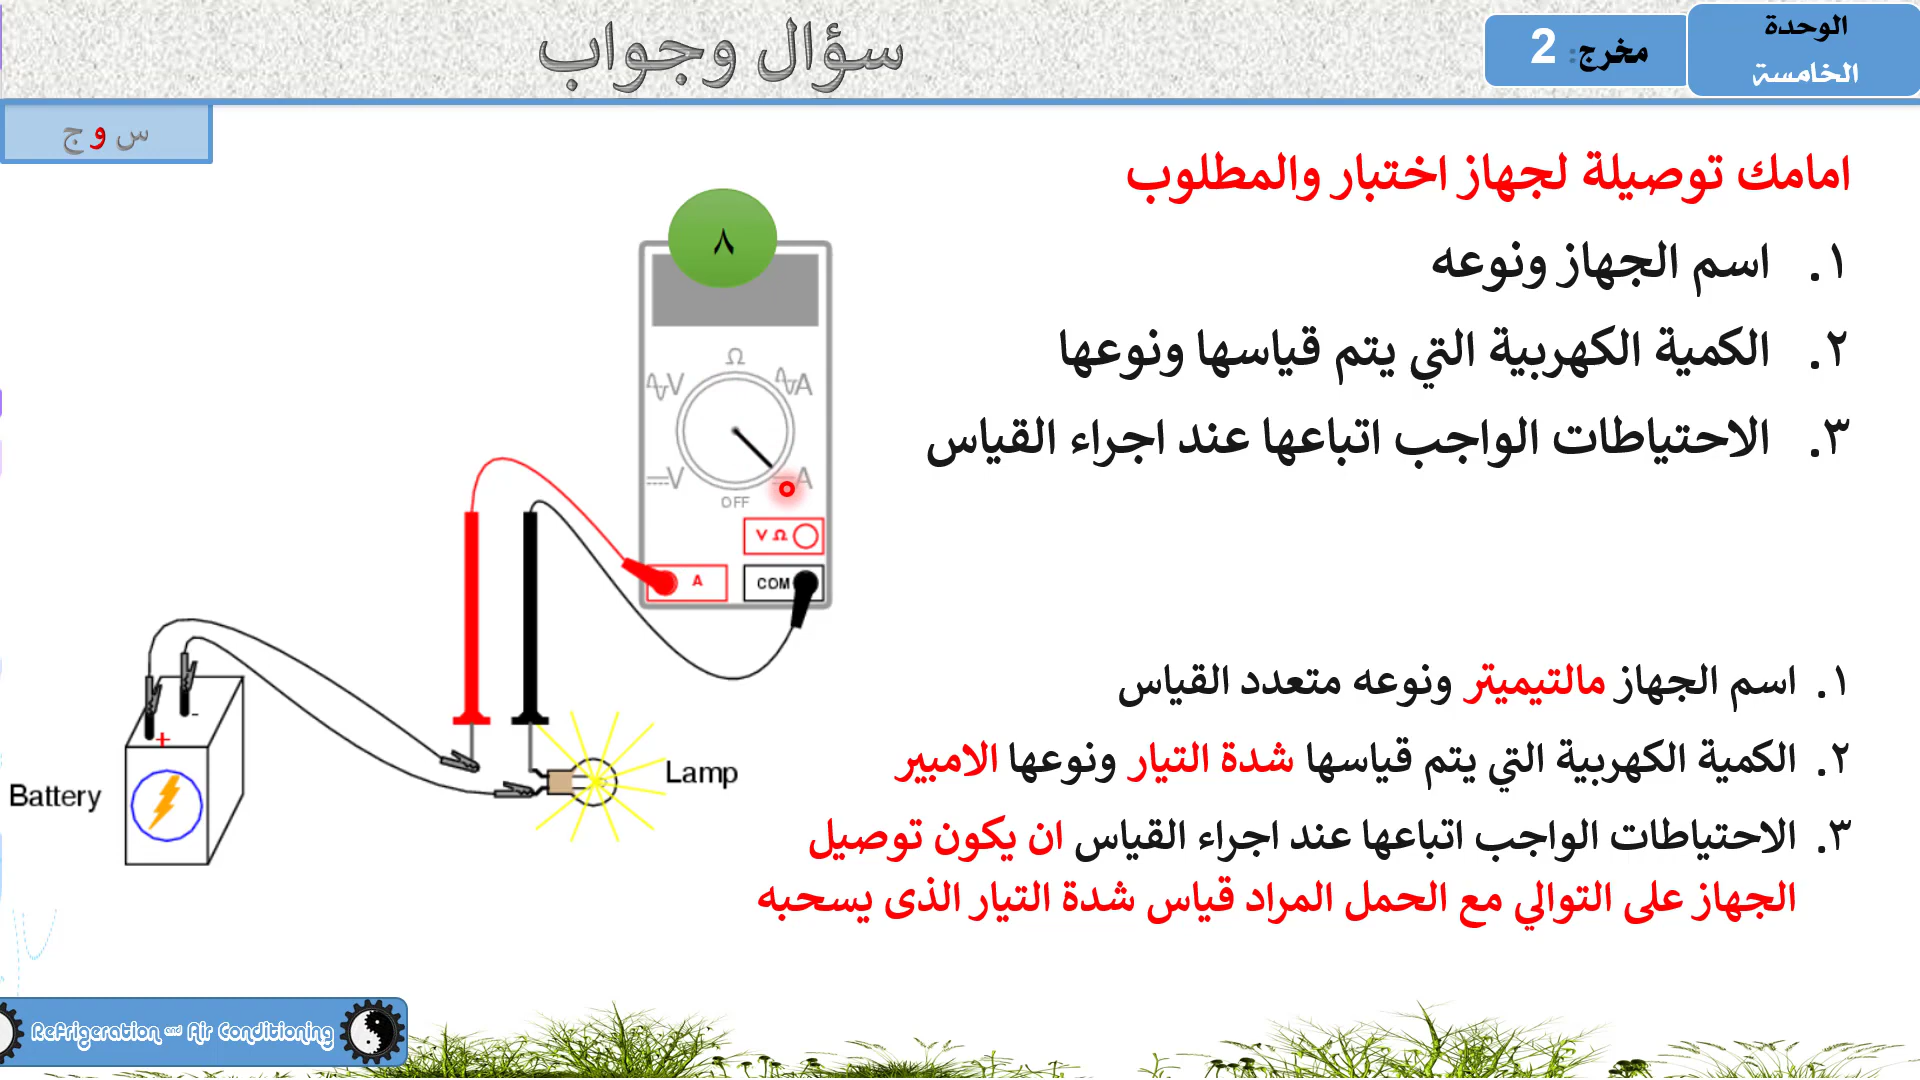 الوحدة
الخامسة
مخرج: 2
سؤال وجواب
س و ج
امامك توصيلة لجهاز اختبار والمطلوب
١. اسم الجهاز ونوعه
٢. الكمية الكهربية التي يتم قياسها ونوعها
٣. الاحتياطات الواجب اتباعها عند اجراء القياس
٨
Ω
V
A
V
A
OFF
V Ω
A
COM
+
-
Battery
Lamp
١. اسم الجهاز مالتيميتر ونوعه متعدد القياس
٢. الكمية الكهربية التي يتم قياسها شدة التيار ونوعها الامبير
٣. الاحتياطات الواجب اتباعها عند اجراء القياس ان يكون توصيل
الجهاز على التوالي مع الحمل المراد قياس شدة التيار الذى يسحبه
Refrigeration and Air Conditioning